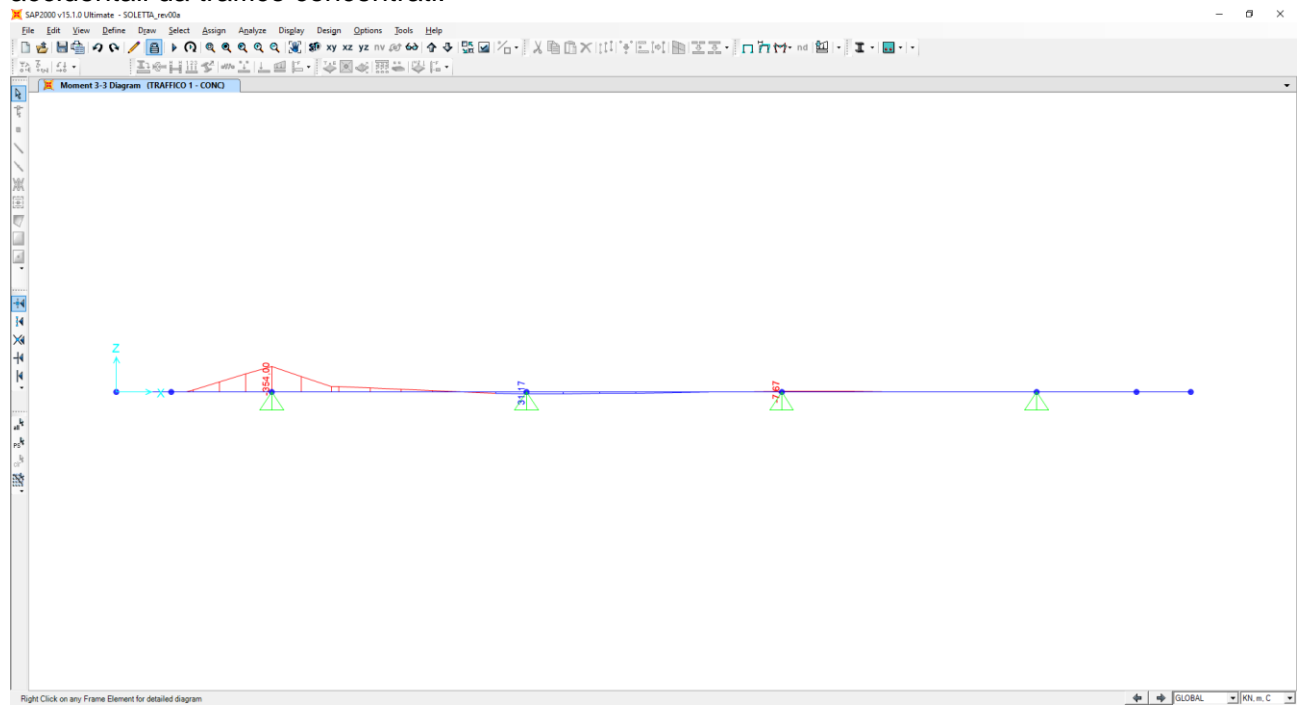 SAP2000 v15.1.0 Ultimate - SOLETTA_rev00a
File Edit View Define Draw Select Assign Analyze Display Design Options Tools Help
xy xz yz nv
nd
Moment 3-3 Diagram (TRAFFICO 1 - CONC)
Z
X
-354.00
31.17
-7.67
Right Click on any Frame Element for detailed diagram
GLOBAL
KN, m, C